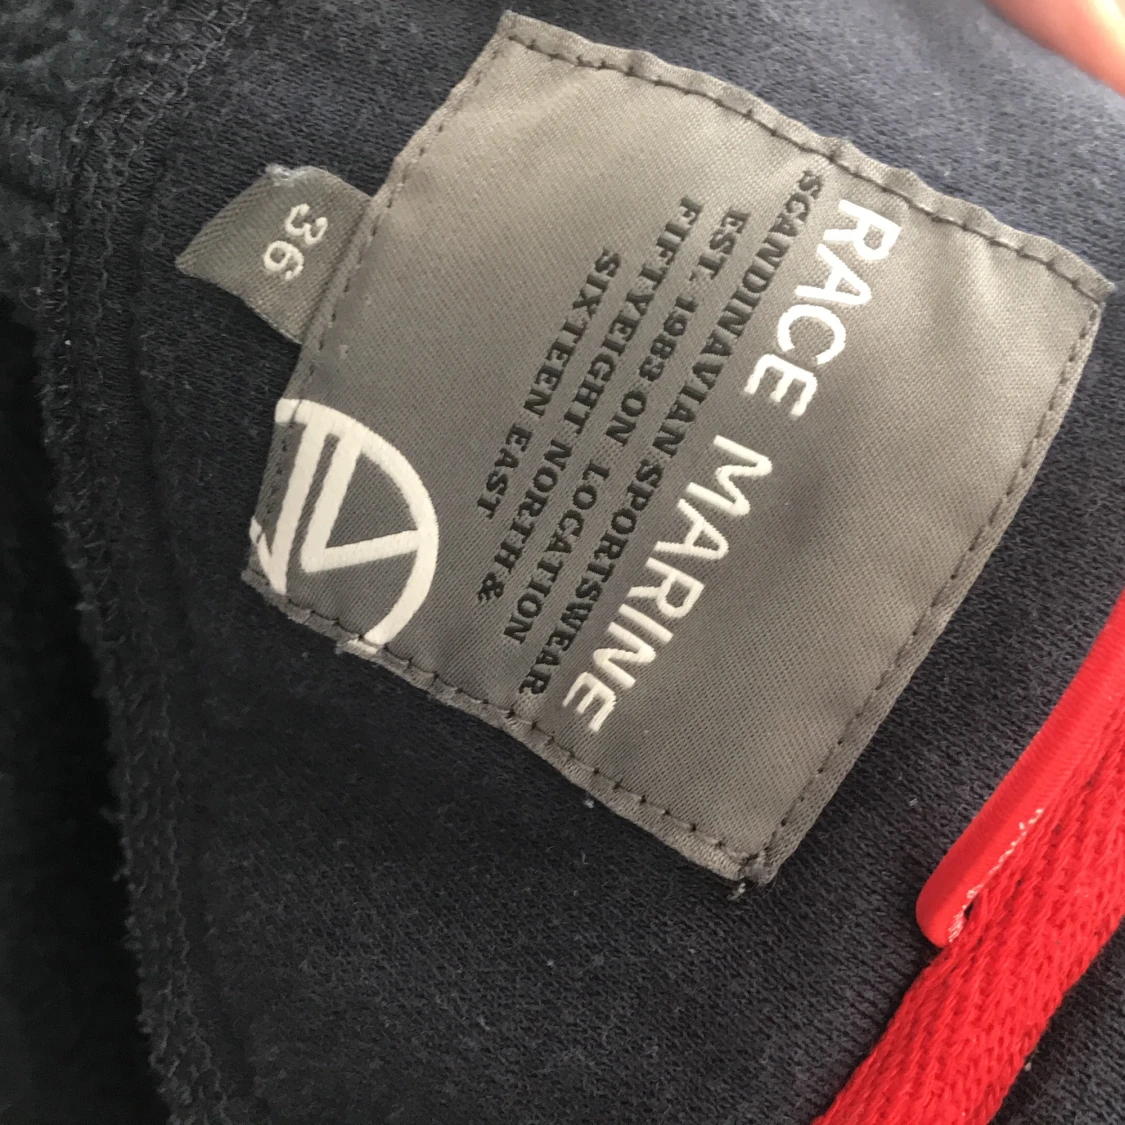 RACE MARINE
SCANDINAVIAN SPORTSWEAR
EST. 1983 ON LOCATION
FIFTYEIGHT NORTH &
SIXTEEN EAST
36